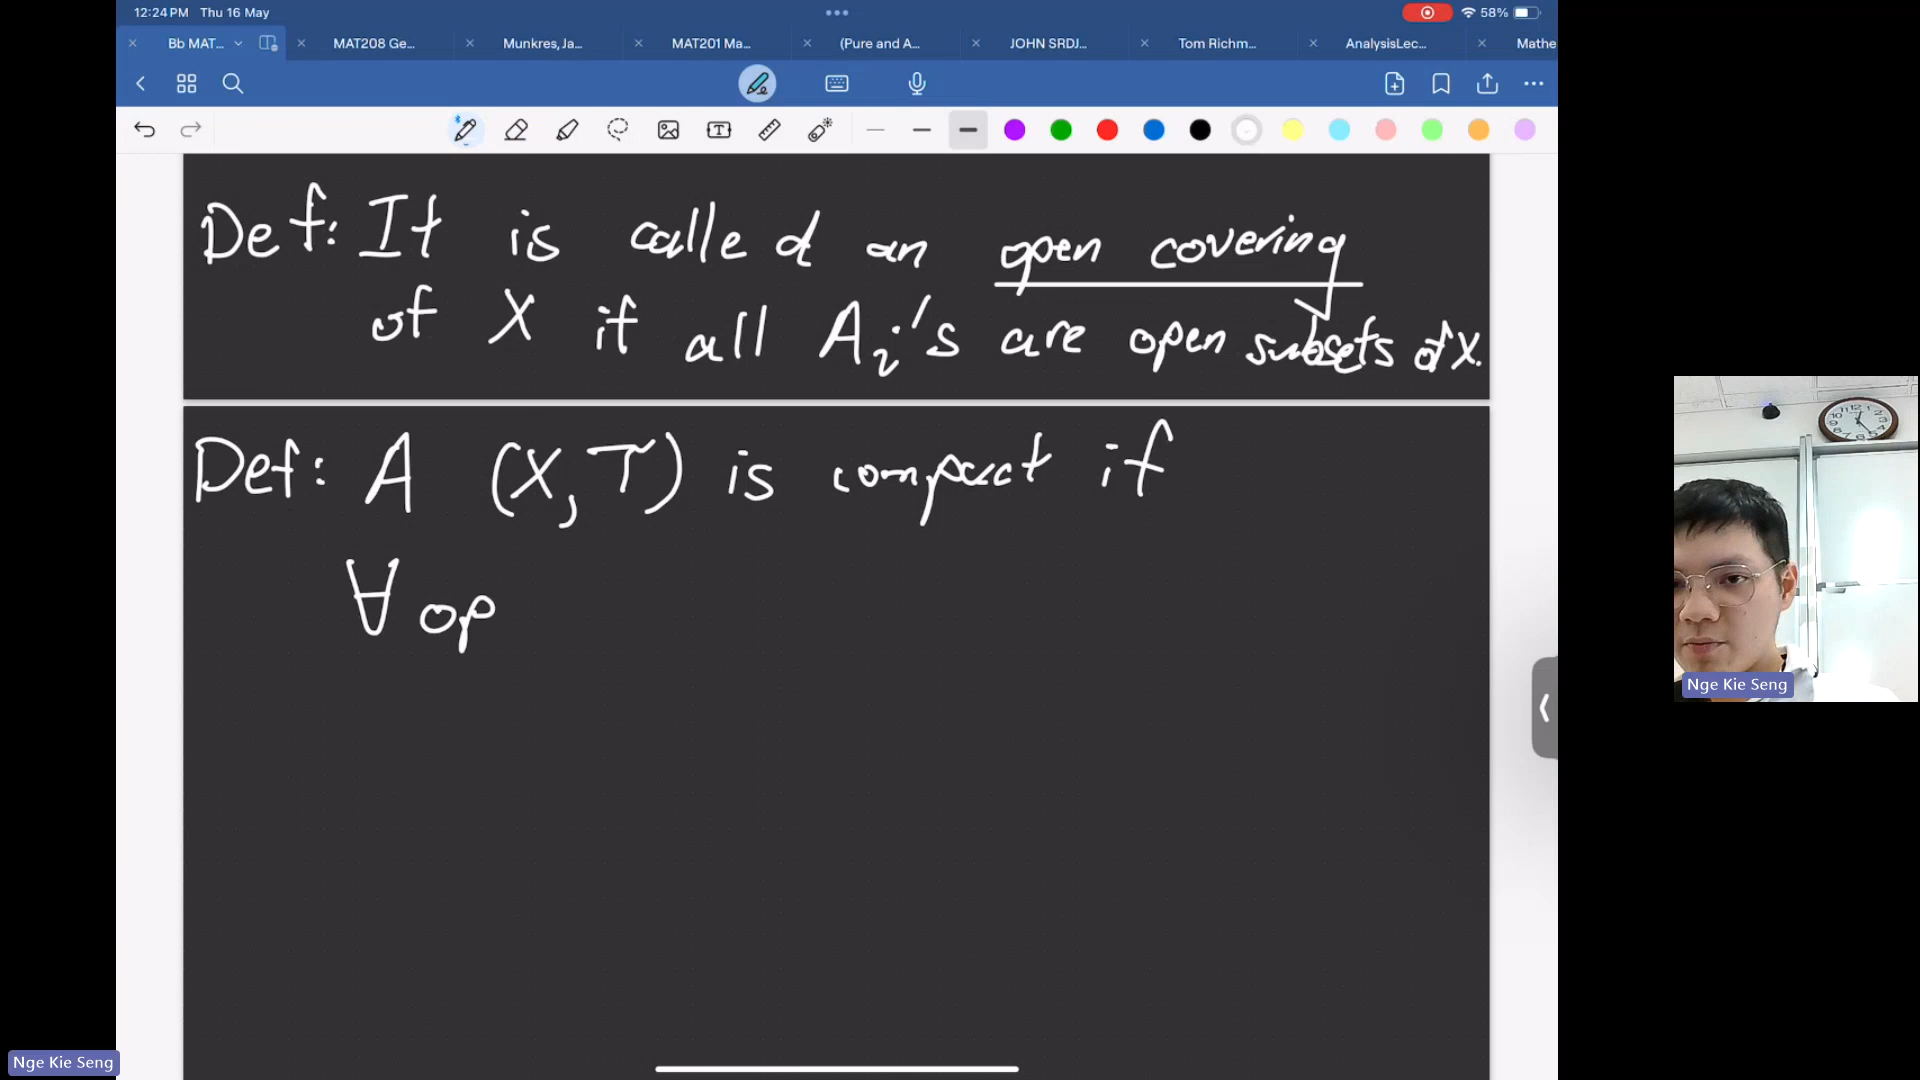 12:24 PM Thu 16 May
58%
Bb MAT...
MAT208 Ge...
Munkres, Ja...
MAT201 Ma...
(Pure and A...
JOHN SRDJ...
Tom Richm...
AnalysisLec...
Mathe
Def: It is called an open covering
of X if all Ai's are open subsets of X.
Def: A (X, T) is compact if
∀ op
Nge Kie Seng
Nge Kie Seng